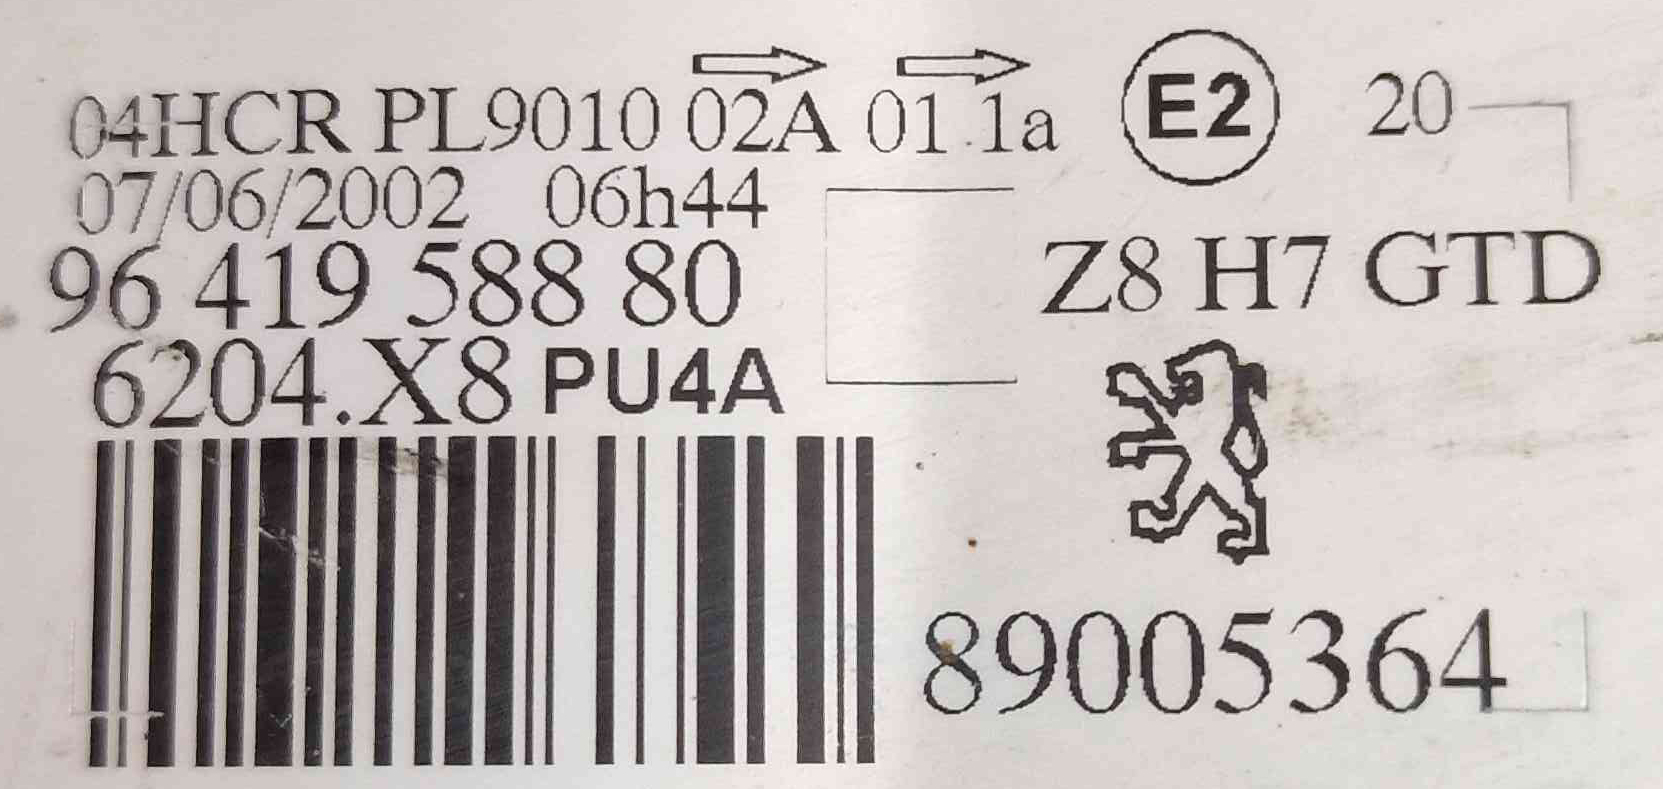 04HCR PL9010 02A 01 1a E2 20
07/06/2002 06h44
96 419 588 80
Z8 H7 GTD
6204.X8 PU4A
89005364